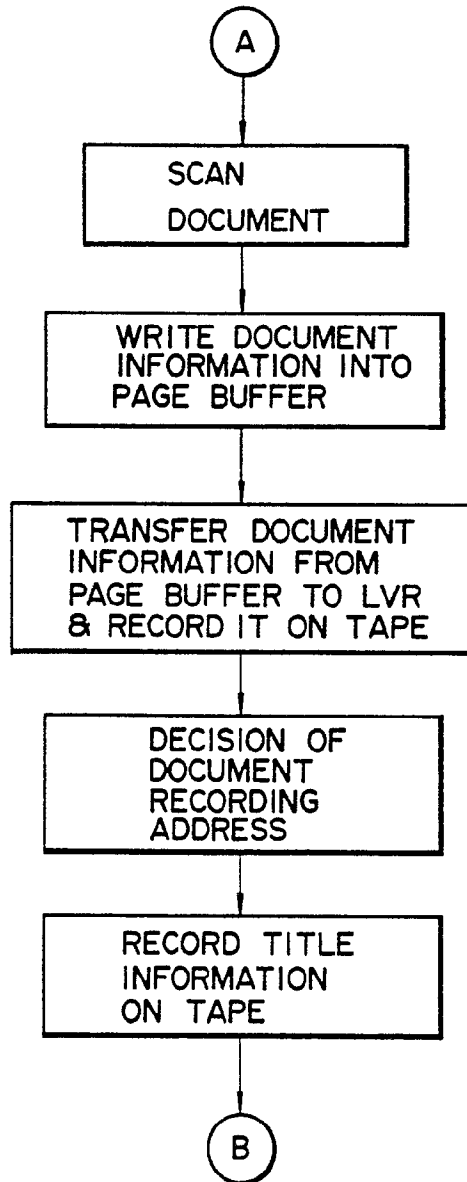 A
SCAN
DOCUMENT
WRITE DOCUMENT
INFORMATION INTO
PAGE BUFFER
TRANSFER DOCUMENT
INFORMATION FROM
PAGE BUFFER TO LVR
& RECORD IT ON TAPE
DECISION OF
DOCUMENT
RECORDING
ADDRESS
RECORD TITLE
INFORMATION
ON TAPE
B